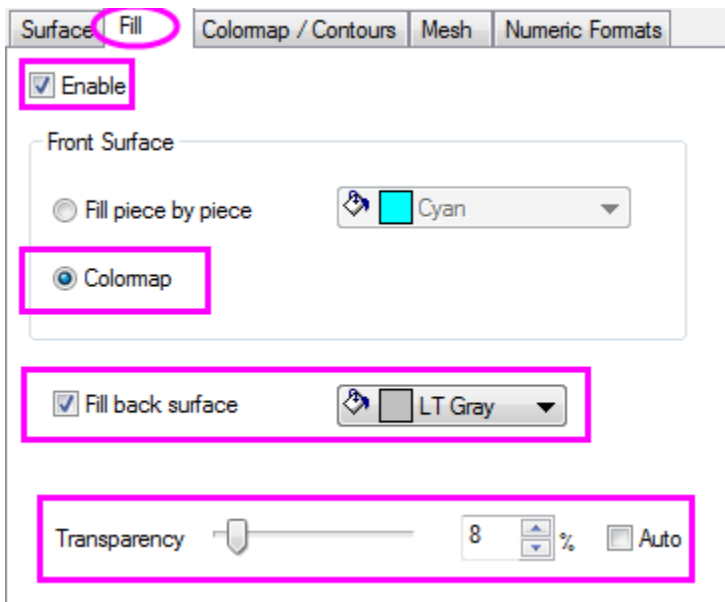 Surface Fill Colormap / Contours Mesh Numeric Formats
Enable
Front Surface
Fill piece by piece Cyan
Colormap
Fill back surface LT Gray
Transparency 8 % Auto